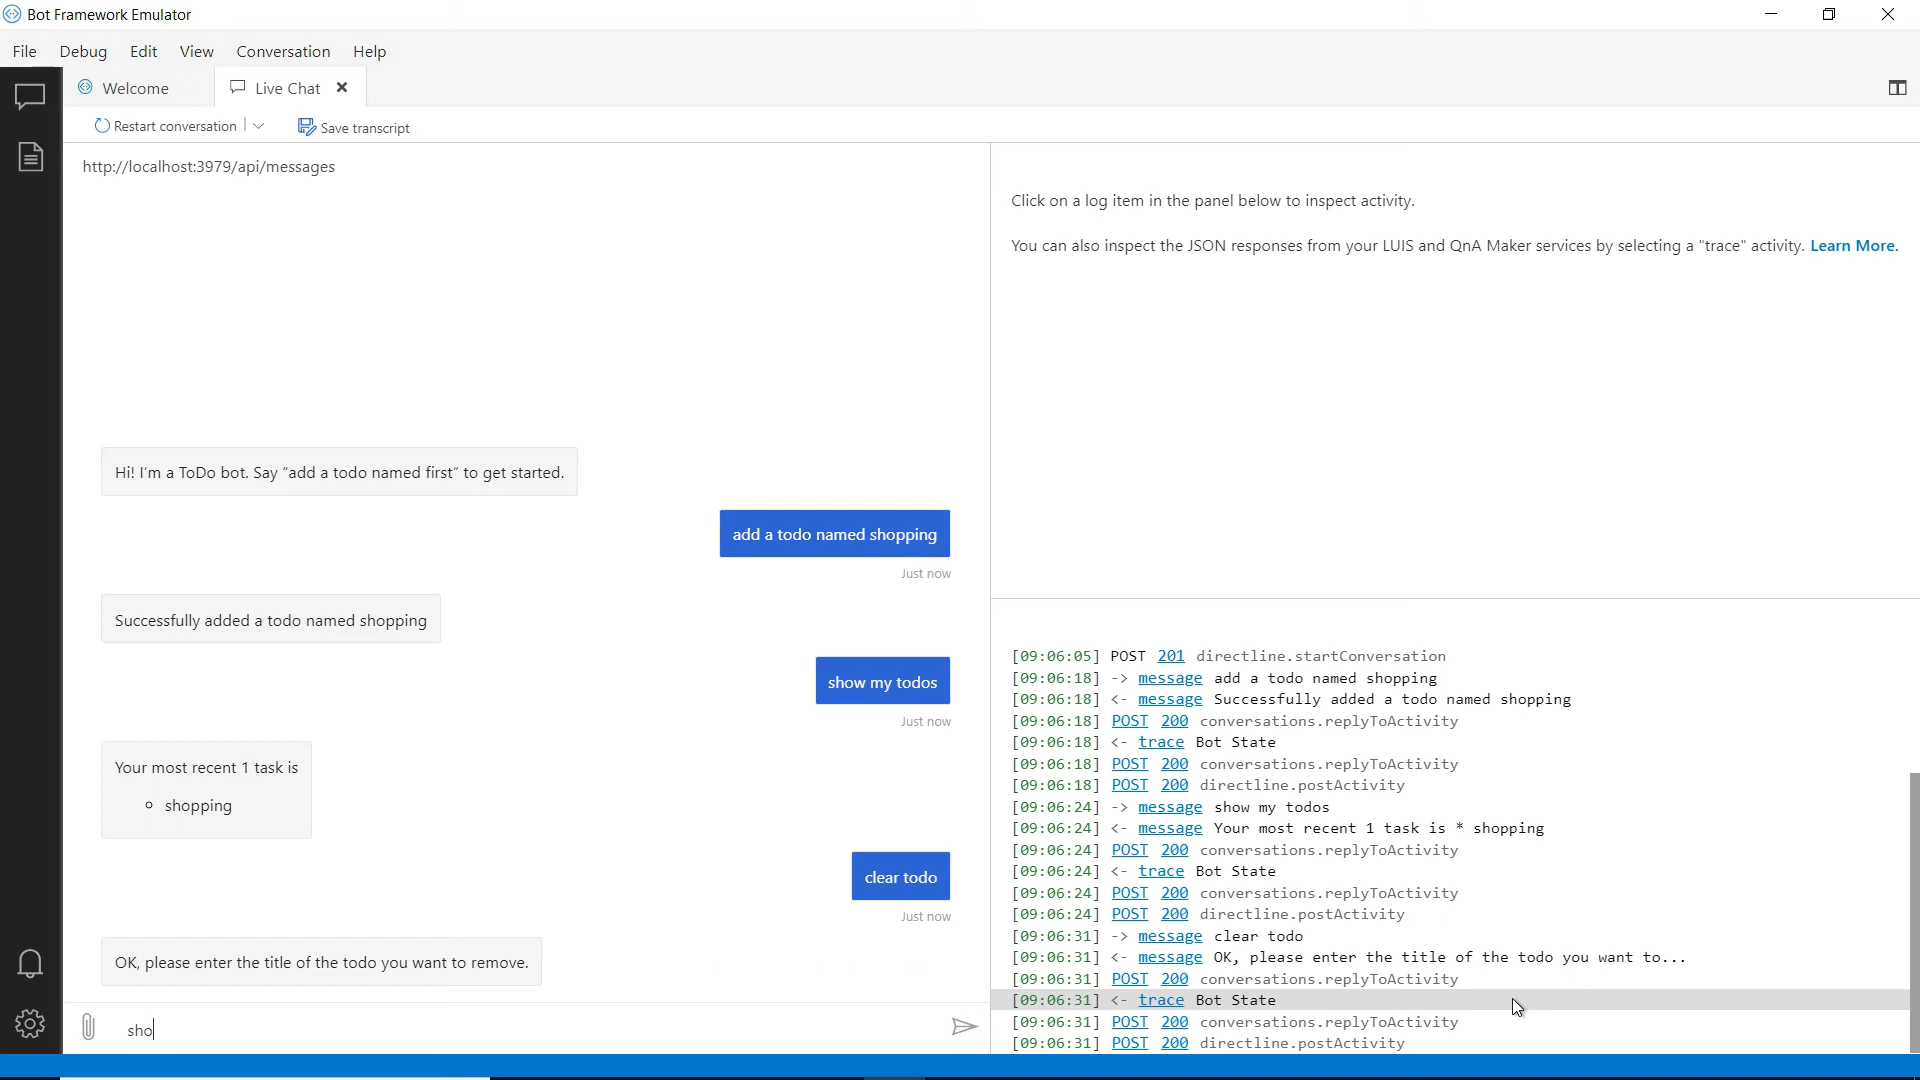 Bot Framework Emulator
File Debug Edit View Conversation Help
Welcome Live Chat
Restart conversation Save transcript
http://localhost:3979/api/messages
Hi! I'm a ToDo bot. Say "add a todo named first" to get started.
add a todo named shopping
Just now
Successfully added a todo named shopping
show my todos
Just now
Your most recent 1 task is
shopping
clear todo
Just now
OK, please enter the title of the todo you want to remove.
sho
Click on a log item in the panel below to inspect activity.
You can also inspect the JSON responses from your LUIS and QnA Maker services by selecting a "trace" activity. Learn More.
[09:06:05] POST 201 directline.startConversation
[09:06:18] -> message add a todo named shopping
[09:06:18] <- message Successfully added a todo named shopping
[09:06:18] POST 200 conversations.replyToActivity
[09:06:18] <- trace Bot State
[09:06:18] POST 200 conversations.replyToActivity
[09:06:18] POST 200 directline.postActivity
[09:06:24] -> message show my todos
[09:06:24] <- message Your most recent 1 task is * shopping
[09:06:24] POST 200 conversations.replyToActivity
[09:06:24] <- trace Bot State
[09:06:24] POST 200 conversations.replyToActivity
[09:06:24] POST 200 directline.postActivity
[09:06:31] -> message clear todo
[09:06:31] <- message OK, please enter the title of the todo you want to...
[09:06:31] POST 200 conversations.replyToActivity
[09:06:31] <- trace Bot State
[09:06:31] POST 200 conversations.replyToActivity
[09:06:31] POST 200 directline.postActivity